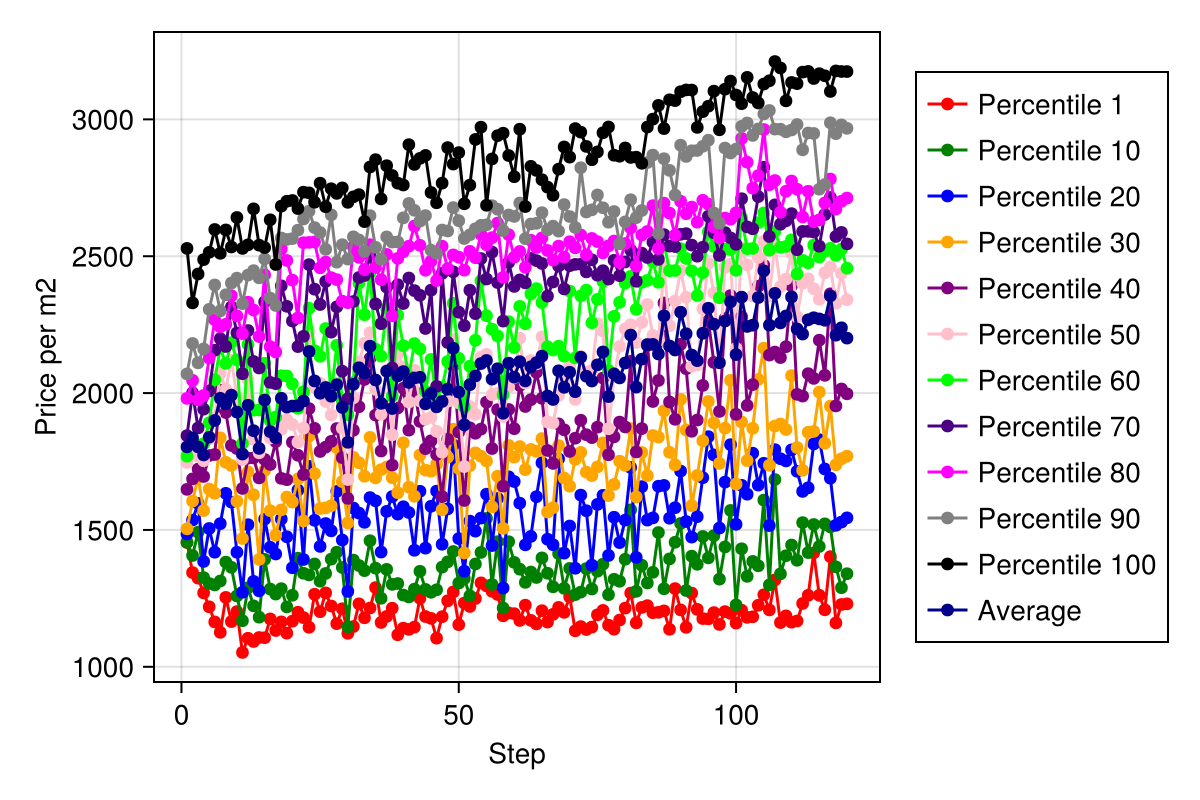 Price per m2
3000
2500
2000
1500
1000
0
50
100
Step
Percentile 1
Percentile 10
Percentile 20
Percentile 30
Percentile 40
Percentile 50
Percentile 60
Percentile 70
Percentile 80
Percentile 90
Percentile 100
Average